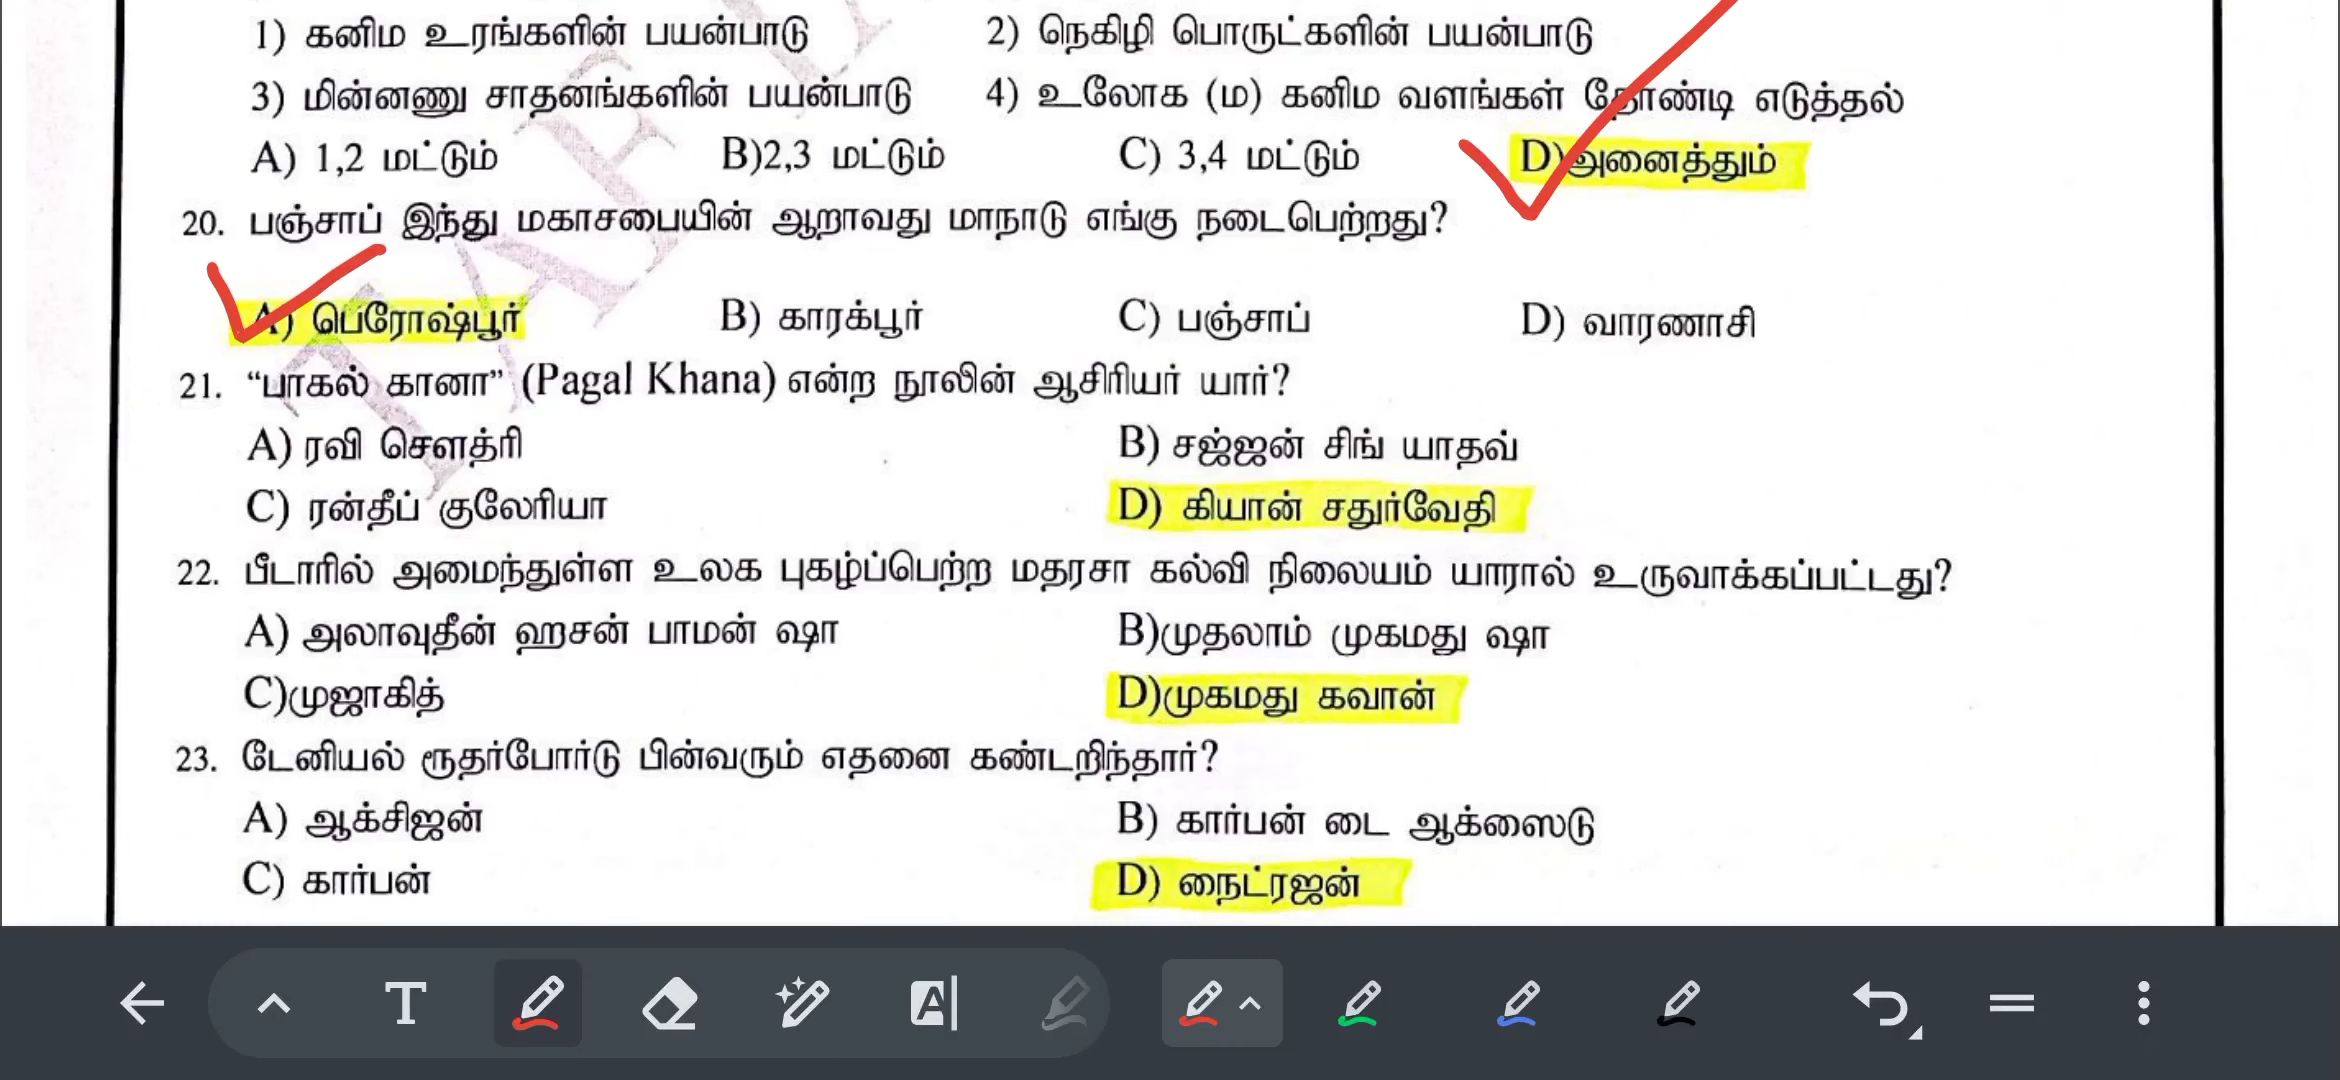 1) கனிம உரங்களின் பயன்பாடு 2) நெகிழி பொருட்களின் பயன்பாடு
3) மின்னணு சாதனங்களின் பயன்பாடு 4) உலோக (ம) கனிம வளங்கள் தோண்டி எடுத்தல்
A) 1,2 மட்டும் B)2,3 மட்டும் C) 3,4 மட்டும் D)அனைத்தும்
20. பஞ்சாப் இந்து மகாசபையின் ஆறாவது மாநாடு எங்கு நடைபெற்றது?
A) பெரோஷ்பூர் B) காரக்பூர் C) பஞ்சாப் D) வாரணாசி
21. “பாகல் கானா” (Pagal Khana) என்ற நூலின் ஆசிரியர் யார்?
A) ரவி சௌத்ரி B) சஜ்ஜன் சிங் யாதவ்
C) ரன்தீப் குலேரியா D) கியான் சதுர்வேதி
22. பீடாரில் அமைந்துள்ள உலக புகழ்ப்பெற்ற மதரசா கல்வி நிலையம் யாரால் உருவாக்கப்பட்டது?
A) அலாவுதீன் ஹசன் பாமன் ஷா B)முதலாம் முகமது ஷா
C)முஜாகித் D)முகமது கவான்
23. டேனியல் ரூதர்போர்டு பின்வரும் எதனை கண்டறிந்தார்?
A) ஆக்சிஜன் B) கார்பன் டை ஆக்ஸைடு
C) கார்பன் D) நைட்ரஜன்